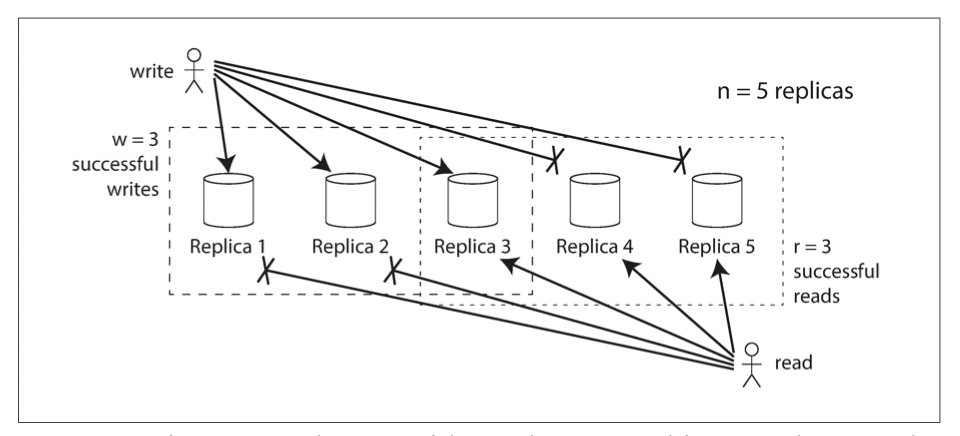 write
n = 5 replicas
w = 3
successful
writes
Replica 1
Replica 2
Replica 3
Replica 4
Replica 5
r = 3
successful
reads
read